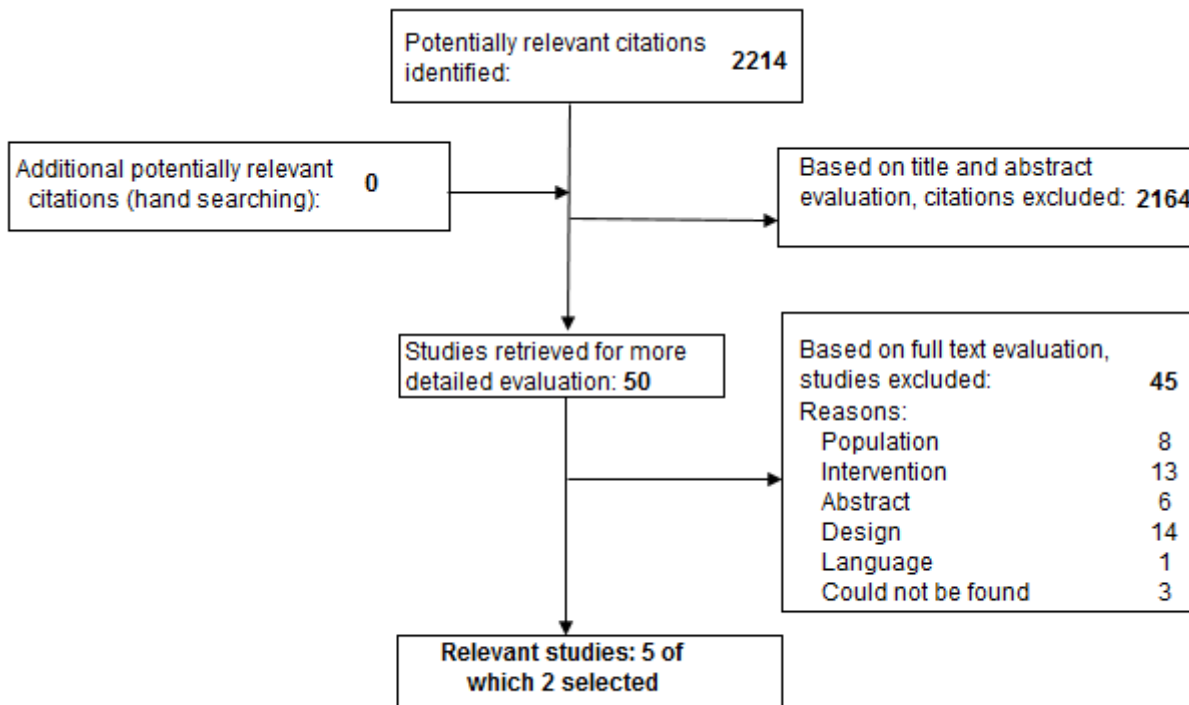 Potentially relevant citations
identified: 2214
Additional potentially relevant
citations (hand searching): 0
Based on title and abstract
evaluation, citations excluded: 2164
Studies retrieved for more
detailed evaluation: 50
Based on full text evaluation,
studies excluded: 45
Reasons:
Population 8
Intervention 13
Abstract 6
Design 14
Language 1
Could not be found 3
Relevant studies: 5 of
which 2 selected